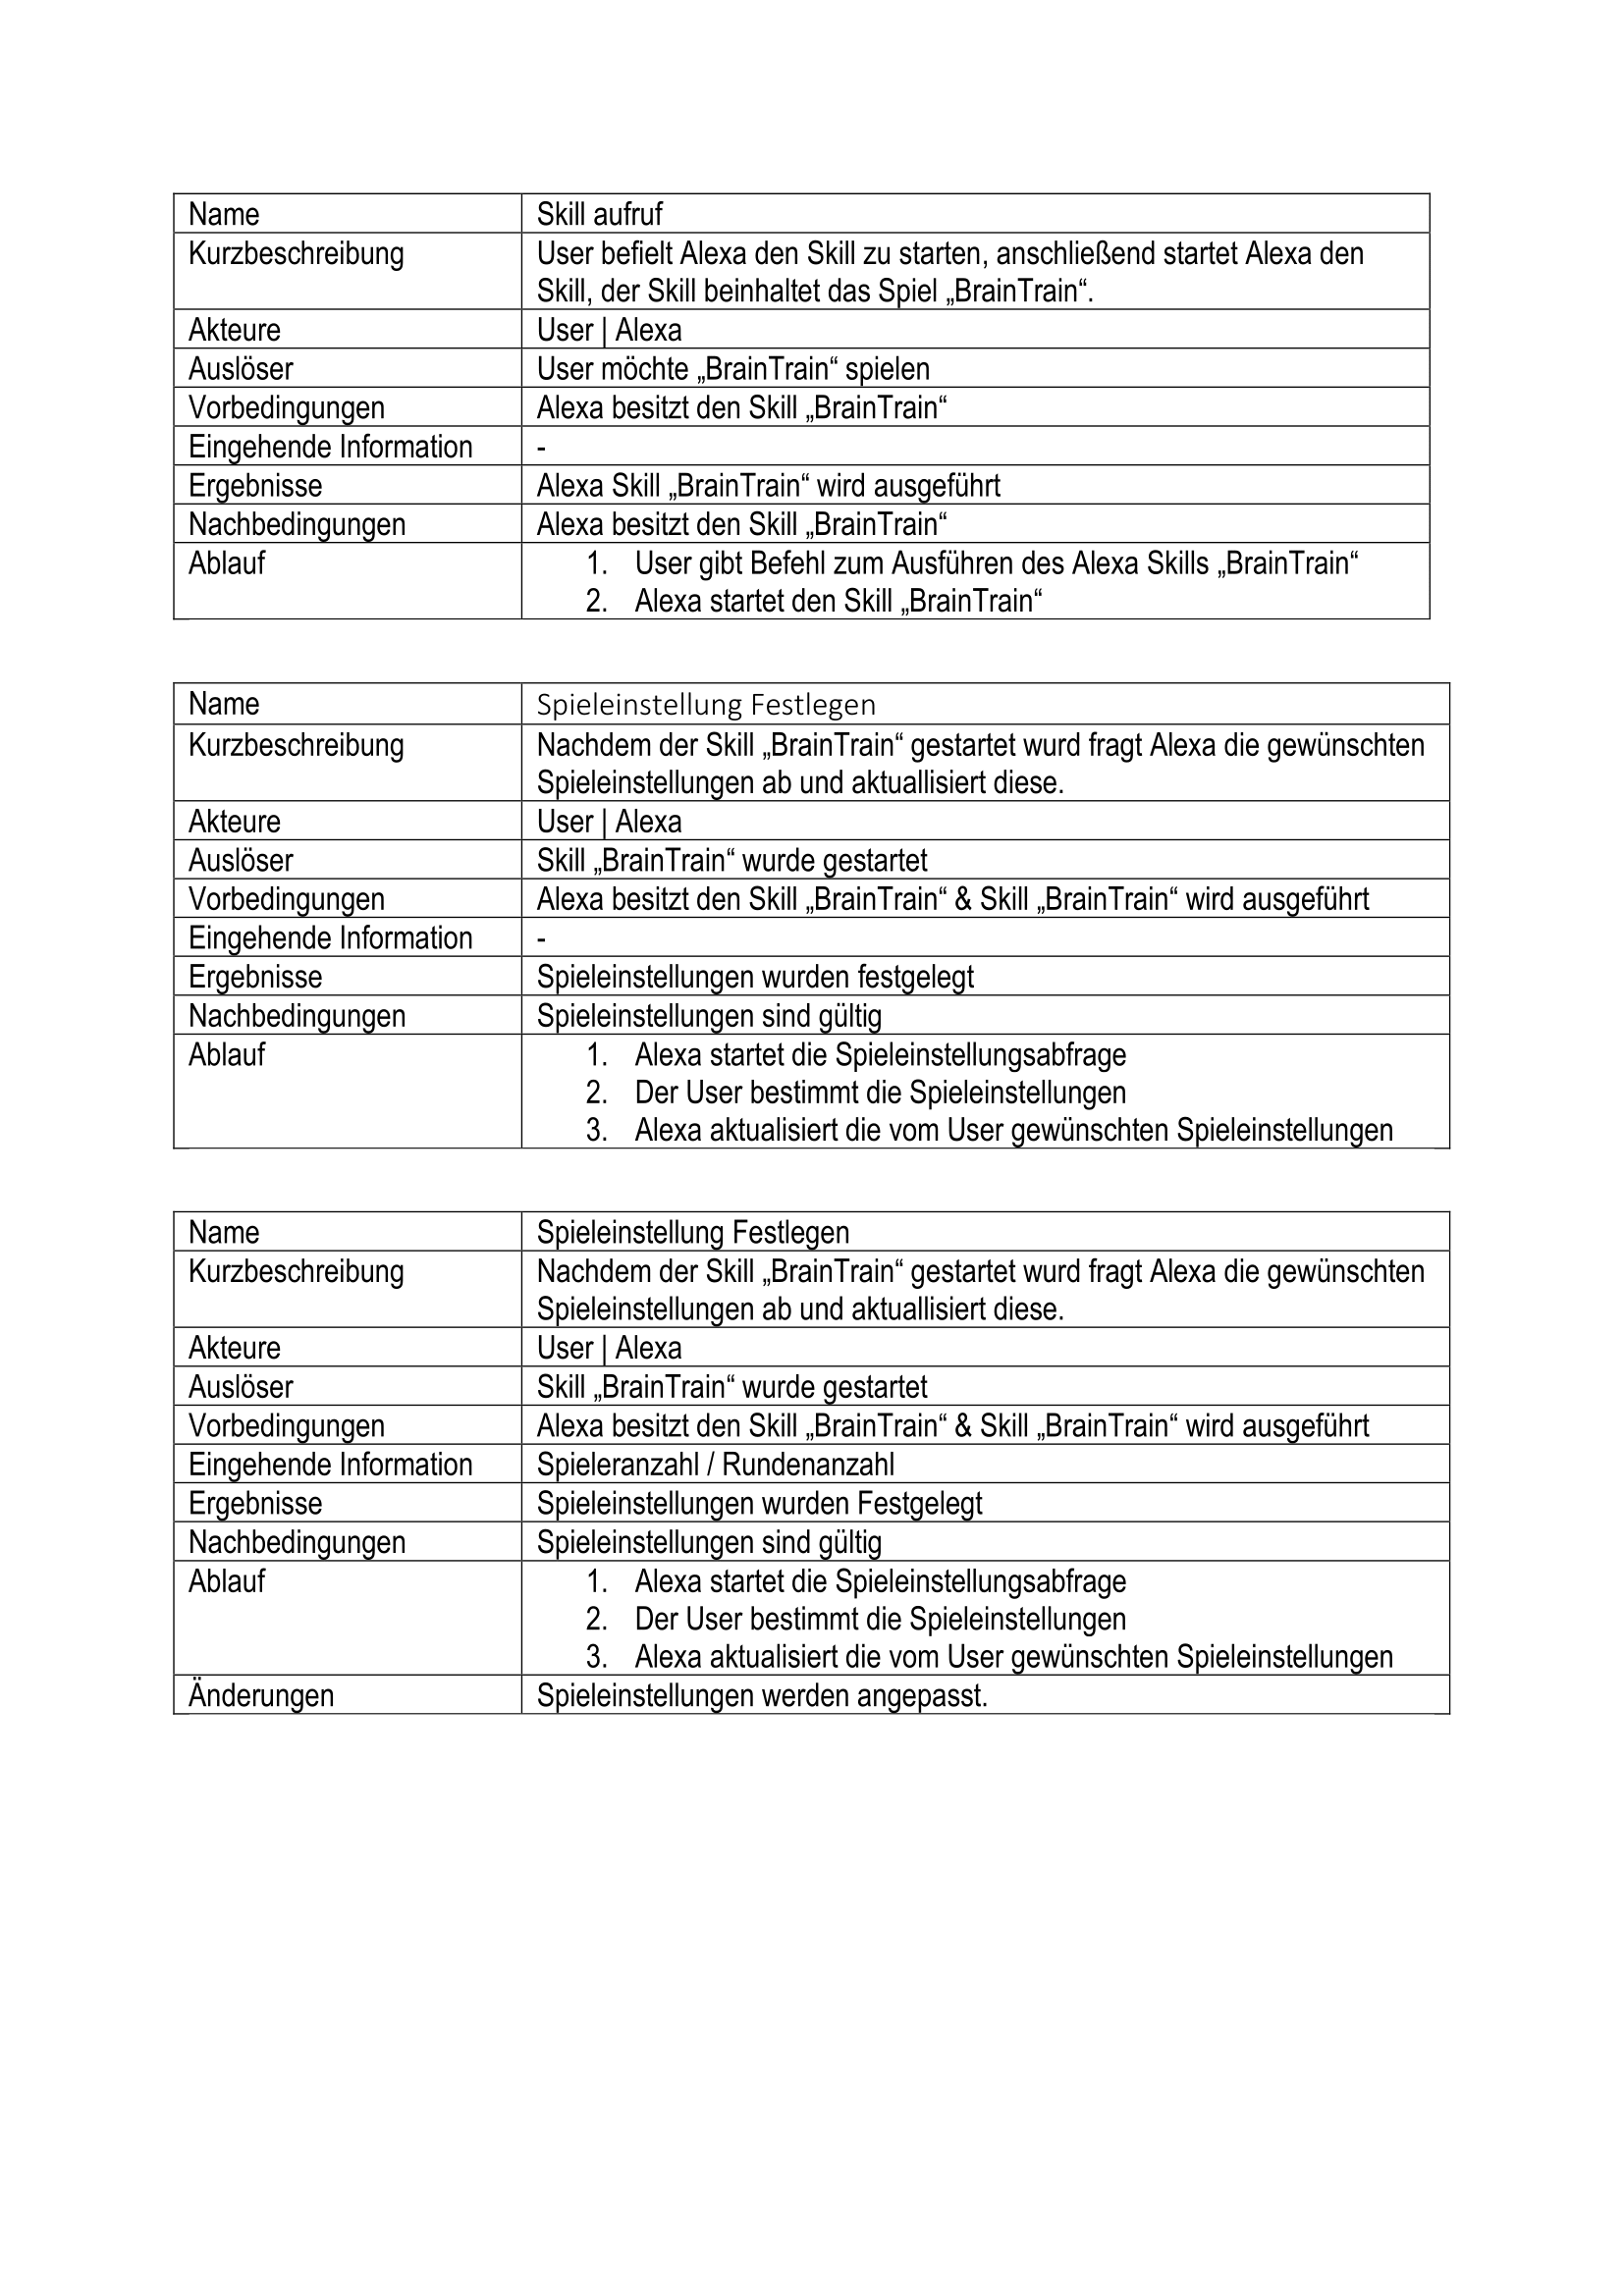 Name Skill aufruf
Kurzbeschreibung User befielt Alexa den Skill zu starten, anschließend startet Alexa den
Skill, der Skill beinhaltet das Spiel „BrainTrain“.
Akteure User | Alexa
Auslöser User möchte „BrainTrain“ spielen
Vorbedingungen Alexa besitzt den Skill „BrainTrain“
Eingehende Information -
Ergebnisse Alexa Skill „BrainTrain“ wird ausgeführt
Nachbedingungen Alexa besitzt den Skill „BrainTrain“
Ablauf 1. User gibt Befehl zum Ausführen des Alexa Skills „BrainTrain“
2. Alexa startet den Skill „BrainTrain“
Name Spieleinstellung Festlegen
Kurzbeschreibung Nachdem der Skill „BrainTrain“ gestartet wurd fragt Alexa die gewünschten
Spieleinstellungen ab und aktuallisiert diese.
Akteure User | Alexa
Auslöser Skill „BrainTrain“ wurde gestartet
Vorbedingungen Alexa besitzt den Skill „BrainTrain“ & Skill „BrainTrain“ wird ausgeführt
Eingehende Information -
Ergebnisse Spieleinstellungen wurden festgelegt
Nachbedingungen Spieleinstellungen sind gültig
Ablauf 1. Alexa startet die Spieleinstellungsabfrage
2. Der User bestimmt die Spieleinstellungen
3. Alexa aktualisiert die vom User gewünschten Spieleinstellungen
Name Spieleinstellung Festlegen
Kurzbeschreibung Nachdem der Skill „BrainTrain“ gestartet wurd fragt Alexa die gewünschten
Spieleinstellungen ab und aktuallisiert diese.
Akteure User | Alexa
Auslöser Skill „BrainTrain“ wurde gestartet
Vorbedingungen Alexa besitzt den Skill „BrainTrain“ & Skill „BrainTrain“ wird ausgeführt
Eingehende Information Spieleranzahl / Rundenanzahl
Ergebnisse Spieleinstellungen wurden Festgelegt
Nachbedingungen Spieleinstellungen sind gültig
Ablauf 1. Alexa startet die Spieleinstellungsabfrage
2. Der User bestimmt die Spieleinstellungen
3. Alexa aktualisiert die vom User gewünschten Spieleinstellungen
Änderungen Spieleinstellungen werden angepasst.